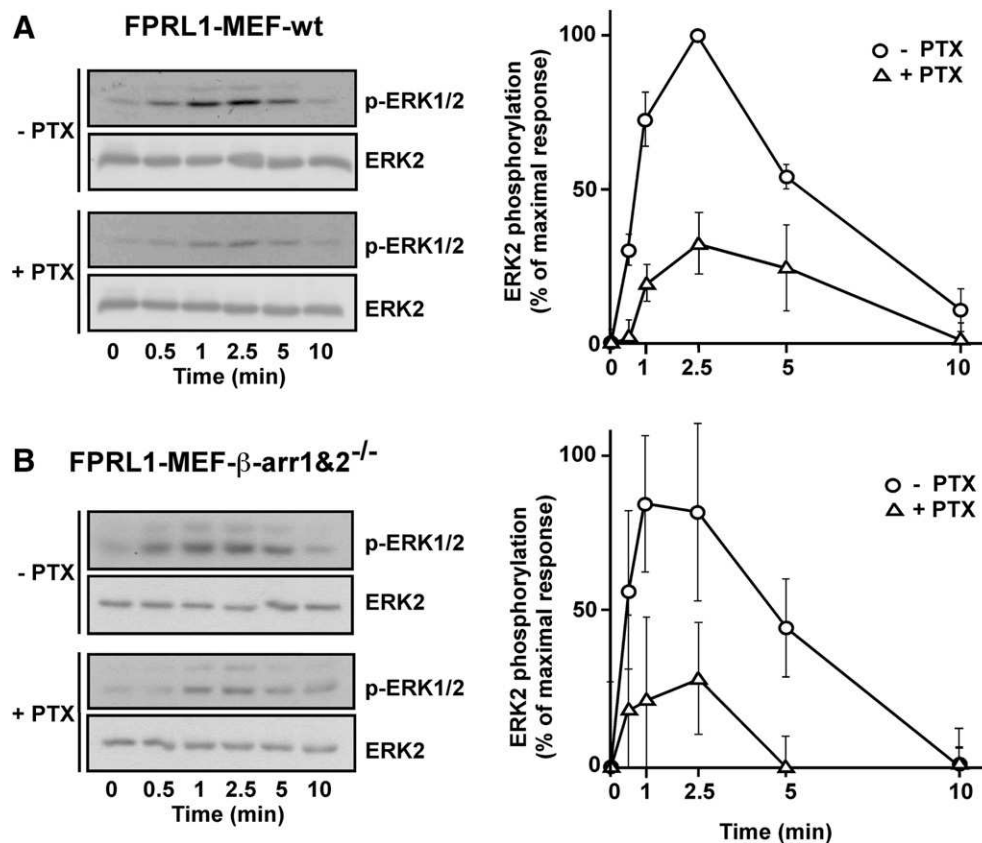 A
FPRL1-MEF-wt
- PTX
p-ERK1/2
ERK2
+ PTX
p-ERK1/2
ERK2
0 0.5 1 2.5 5 10
Time (min)
ERK2 phosphorylation
(% of maximal response)
100
50
0
- PTX
+ PTX
0 1 2.5 5 10
B
FPRL1-MEF-β-arr1&2-/-
- PTX
p-ERK1/2
ERK2
+ PTX
p-ERK1/2
ERK2
0 0.5 1 2.5 5 10
Time (min)
ERK2 phosphorylation
(% of maximal response)
100
50
0
- PTX
+ PTX
0 1 2.5 5 10
Time (min)